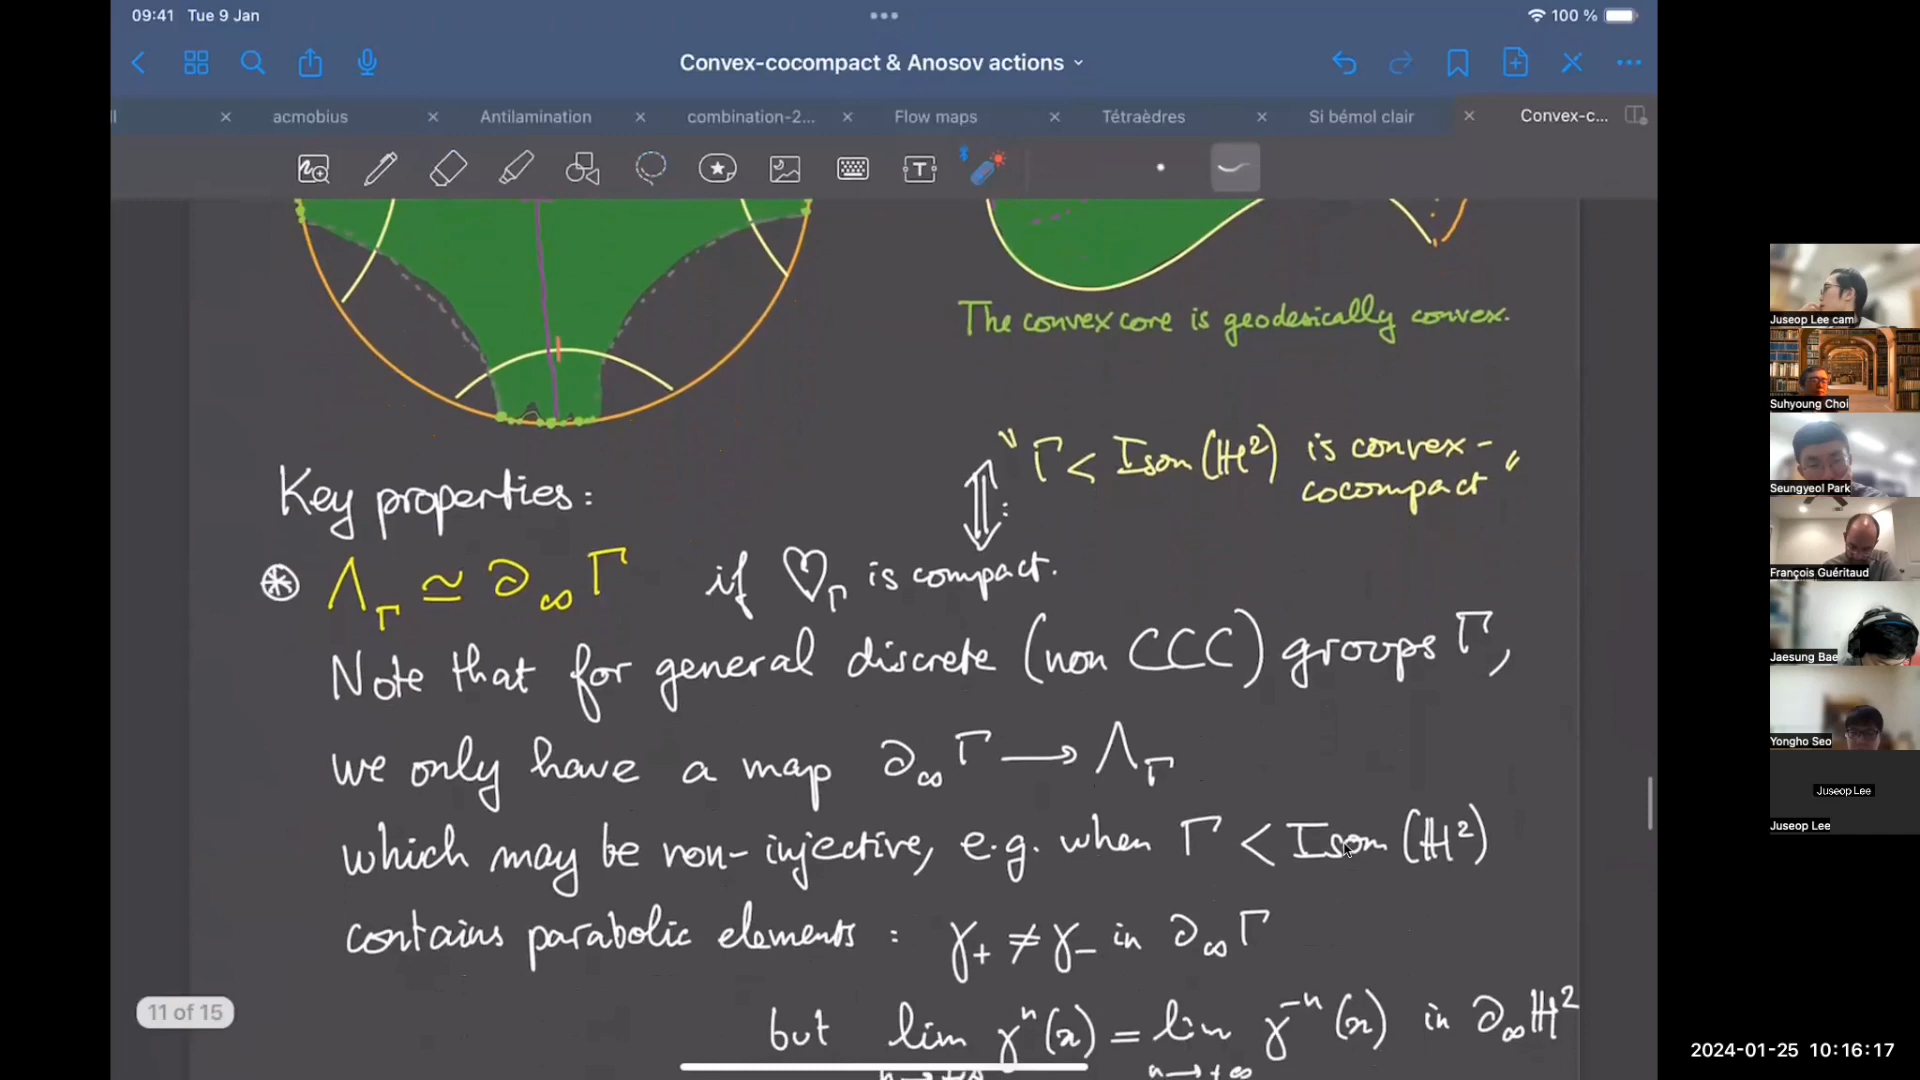 09:41 Tue 9 Jan
100 %
Convex-cocompact & Anosov actions
acmobius
Antilamination
combination-2...
Flow maps
Tétraèdres
Si bémol clair
Convex-c...
The convex core is geodesically convex.
"Γ < Isom(ℍ²) is convex-
cocompact"
Key properties:
⇕:
⊛ Λ_Γ ≃ ∂_∞Γ if ♡_Γ is compact.
Note that for general discrete (non CCC) groups Γ,
we only have a map ∂_∞Γ ⟶ Λ_Γ
which may be non-injective, e.g. when Γ < Isom(ℍ²)
contains parabolic elements : γ₊ ≠ γ₋ in ∂_∞Γ
but lim γⁿ(x) = lim γ⁻ⁿ(x) in ∂_∞ℍ²
n→+∞ n→+∞
11 of 15
Juseop Lee cam
Suhyoung Choi
Seungyeol Park
François Guéritaud
Jaesung Bae
Yongho Seo
Juseop Lee
Juseop Lee
2024-01-25 10:16:17